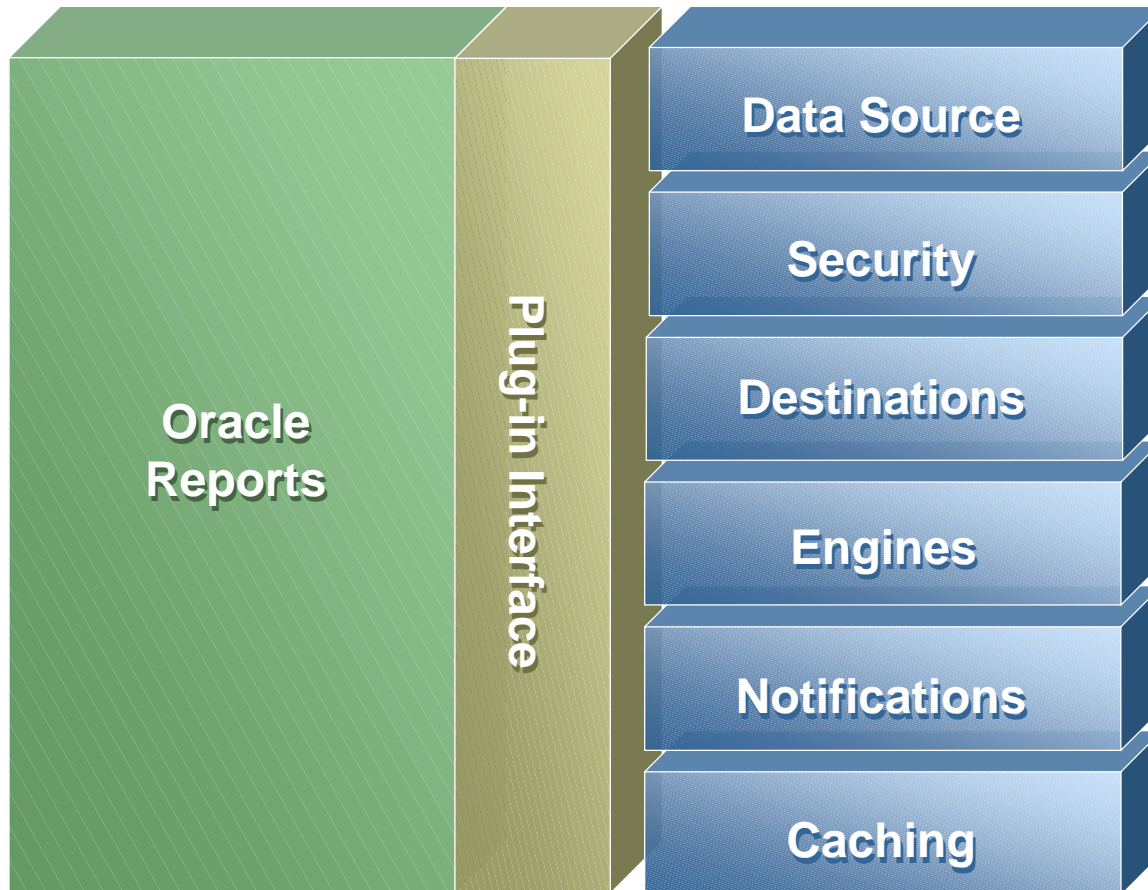 Oracle
Reports
Plug-in Interface
Data Source
Security
Destinations
Engines
Notifications
Caching